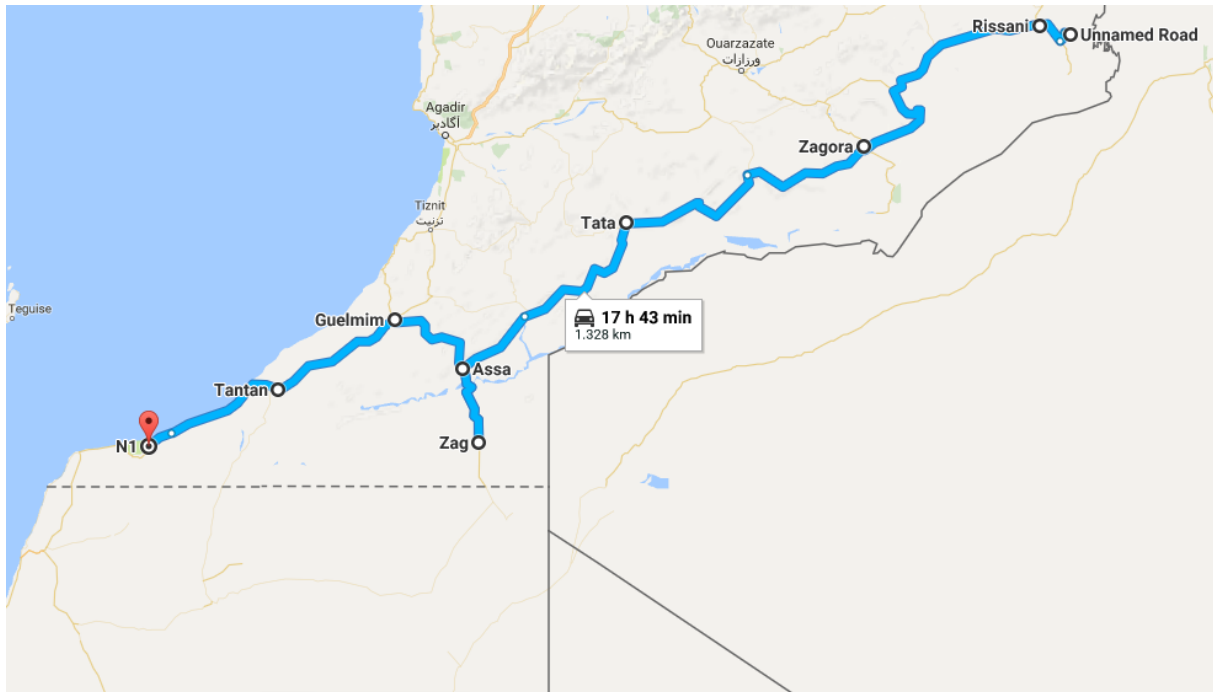 Rissani
Unnamed Road
Ouarzazate
ورزازات
Agadir
أكادير
Zagora
Tiznit
تزنيت
Tata
Teguise
17 h 43 min
1.328 km
Guelmim
Assa
Tantan
N1
Zag